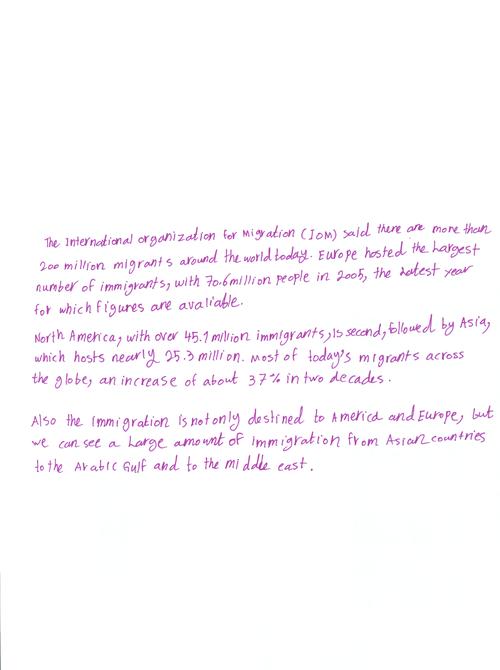 The International organization for Migration (IOM) said there are more than
200 million migrants around the world today. Europe hosted the Largest
number of immigrants, with 70.6 million people in 2005, the Latest year
for which figures are avaliable.
North America, with over 45.1 million immigrants, is second, followed by Asia,
which hosts nearly 25.3 million. Most of today's migrants across
the globe, an increase of about 37% in two decades.
Also the immigration is not only destined to America and Europe, but
we can see a Large amount of immigration from Asian countries
to the Arabic Gulf and to the middle east.